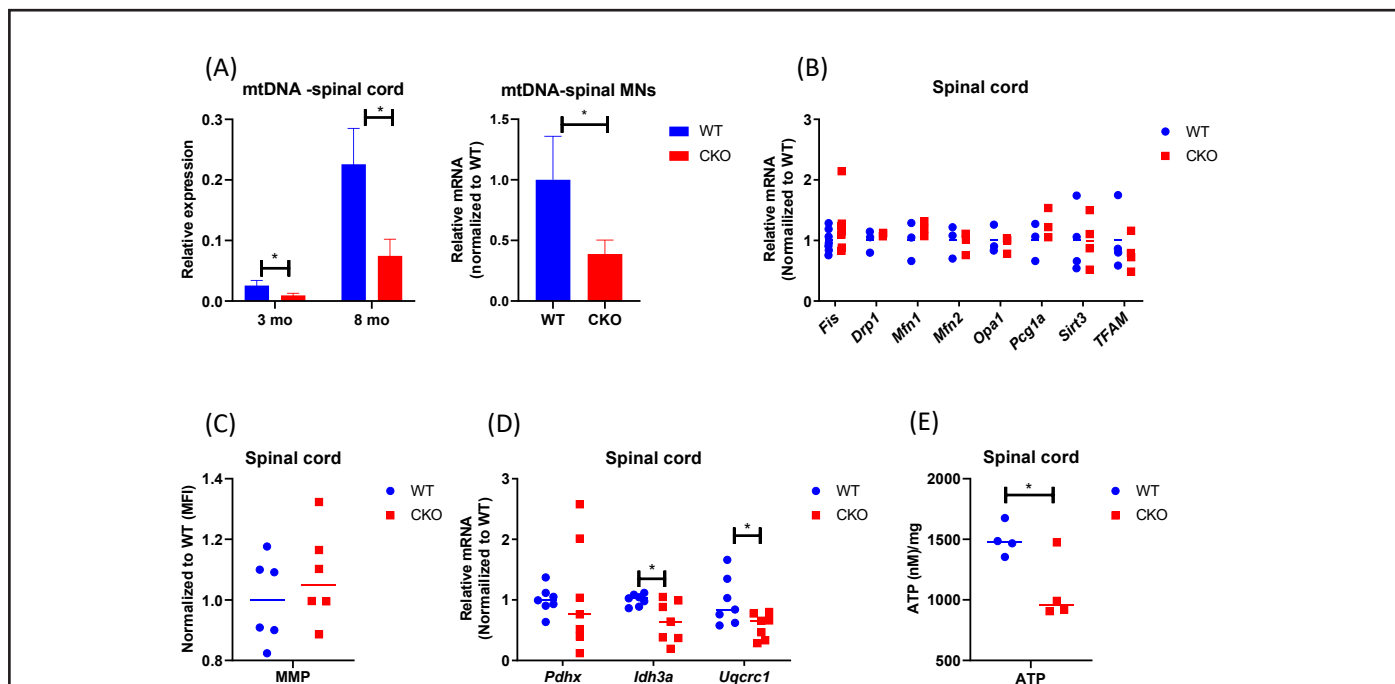 (A)
mtDNA -spinal cord
Relative expression
0.3
0.2
0.1
0.0
*
*
3 mo
8 mo
mtDNA-spinal MNs
Relative mRNA
(normalized to WT)
1.5
1.0
0.5
0.0
*
WT
CKO
WT
CKO
(B)
Spinal cord
Relative mRNA
(Normailized to WT)
3
2
1
0
Fis
Drp1
Mfn1
Mfn2
Opa1
Pcg1a
Sirt3
TFAM
WT
CKO
(C)
Spinal cord
Normalized to WT (MFI)
1.4
1.2
1.0
0.8
MMP
WT
CKO
(D)
Spinal cord
Relative mRNA
(Normailized to WT)
3
2
1
0
*
*
Pdhx
Idh3a
Uqcrc1
WT
CKO
(E)
Spinal cord
ATP (nM)/mg
2000
1500
1000
500
*
ATP
WT
CKO